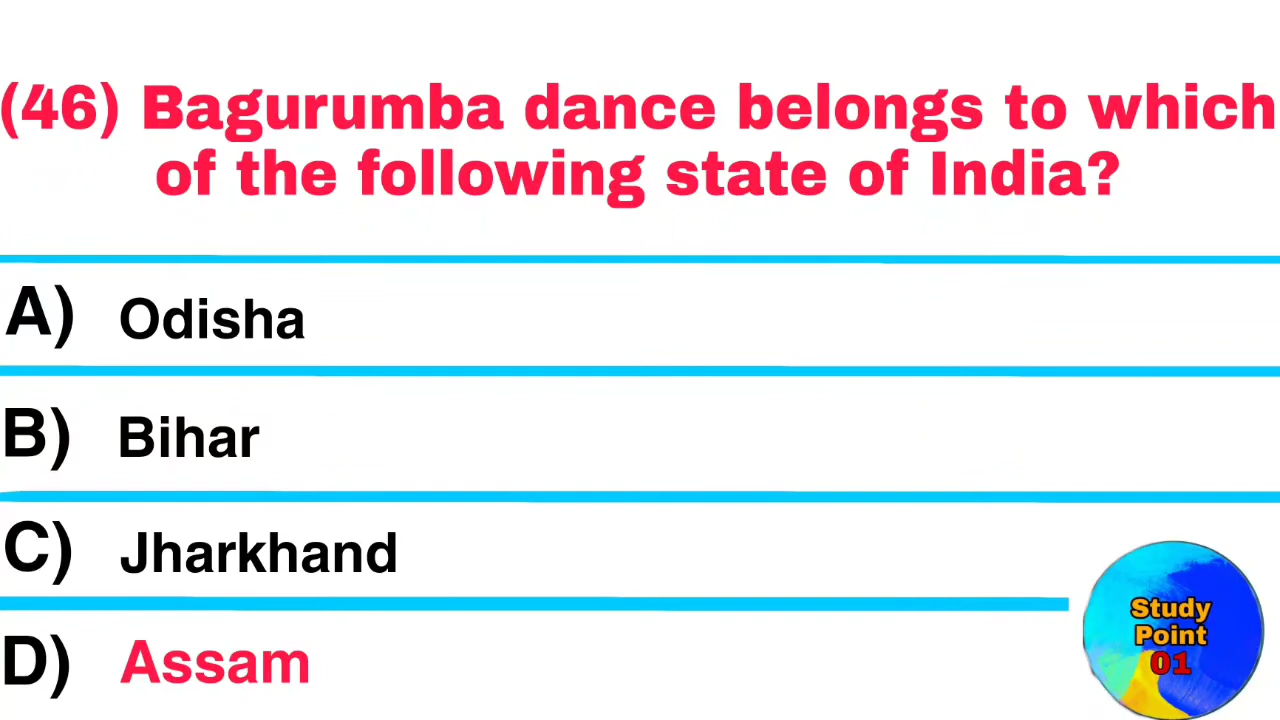 (46) Bagurumba dance belongs to which
of the following state of India?
A) Odisha
B) Bihar
C) Jharkhand
D) Assam
Study
Point
01